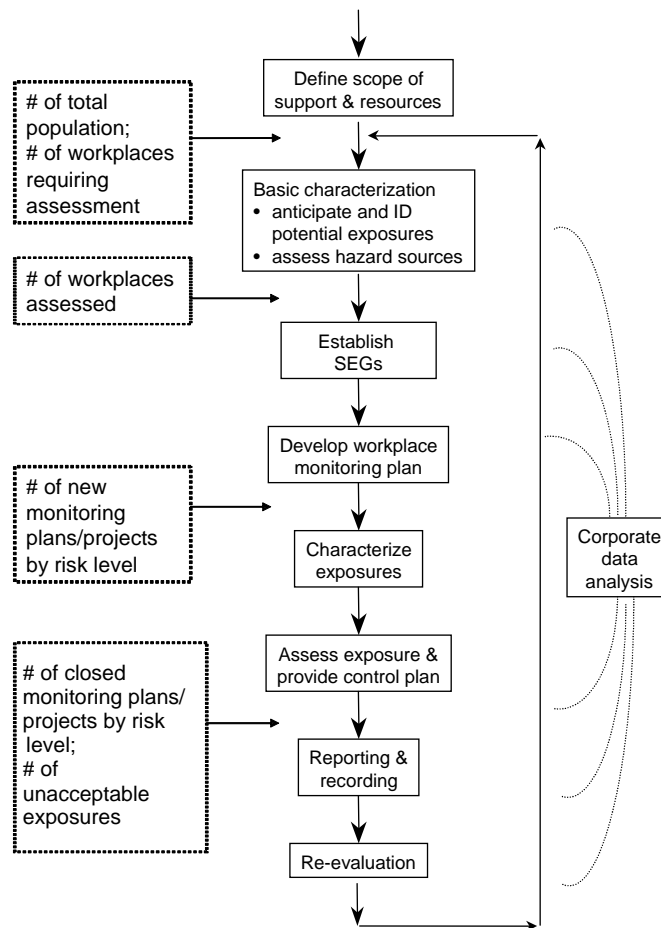 Define scope of
support & resources
# of total
population;
# of workplaces
requiring
assessment
Basic characterization
• anticipate and ID
potential exposures
• assess hazard sources
# of workplaces
assessed
Establish
SEGs
Develop workplace
monitoring plan
# of new
monitoring
plans/projects
by risk level
Characterize
exposures
Corporate
data
analysis
Assess exposure &
provide control plan
# of closed
monitoring plans/
projects by risk
level;
# of
unacceptable
exposures
Reporting &
recording
Re-evaluation